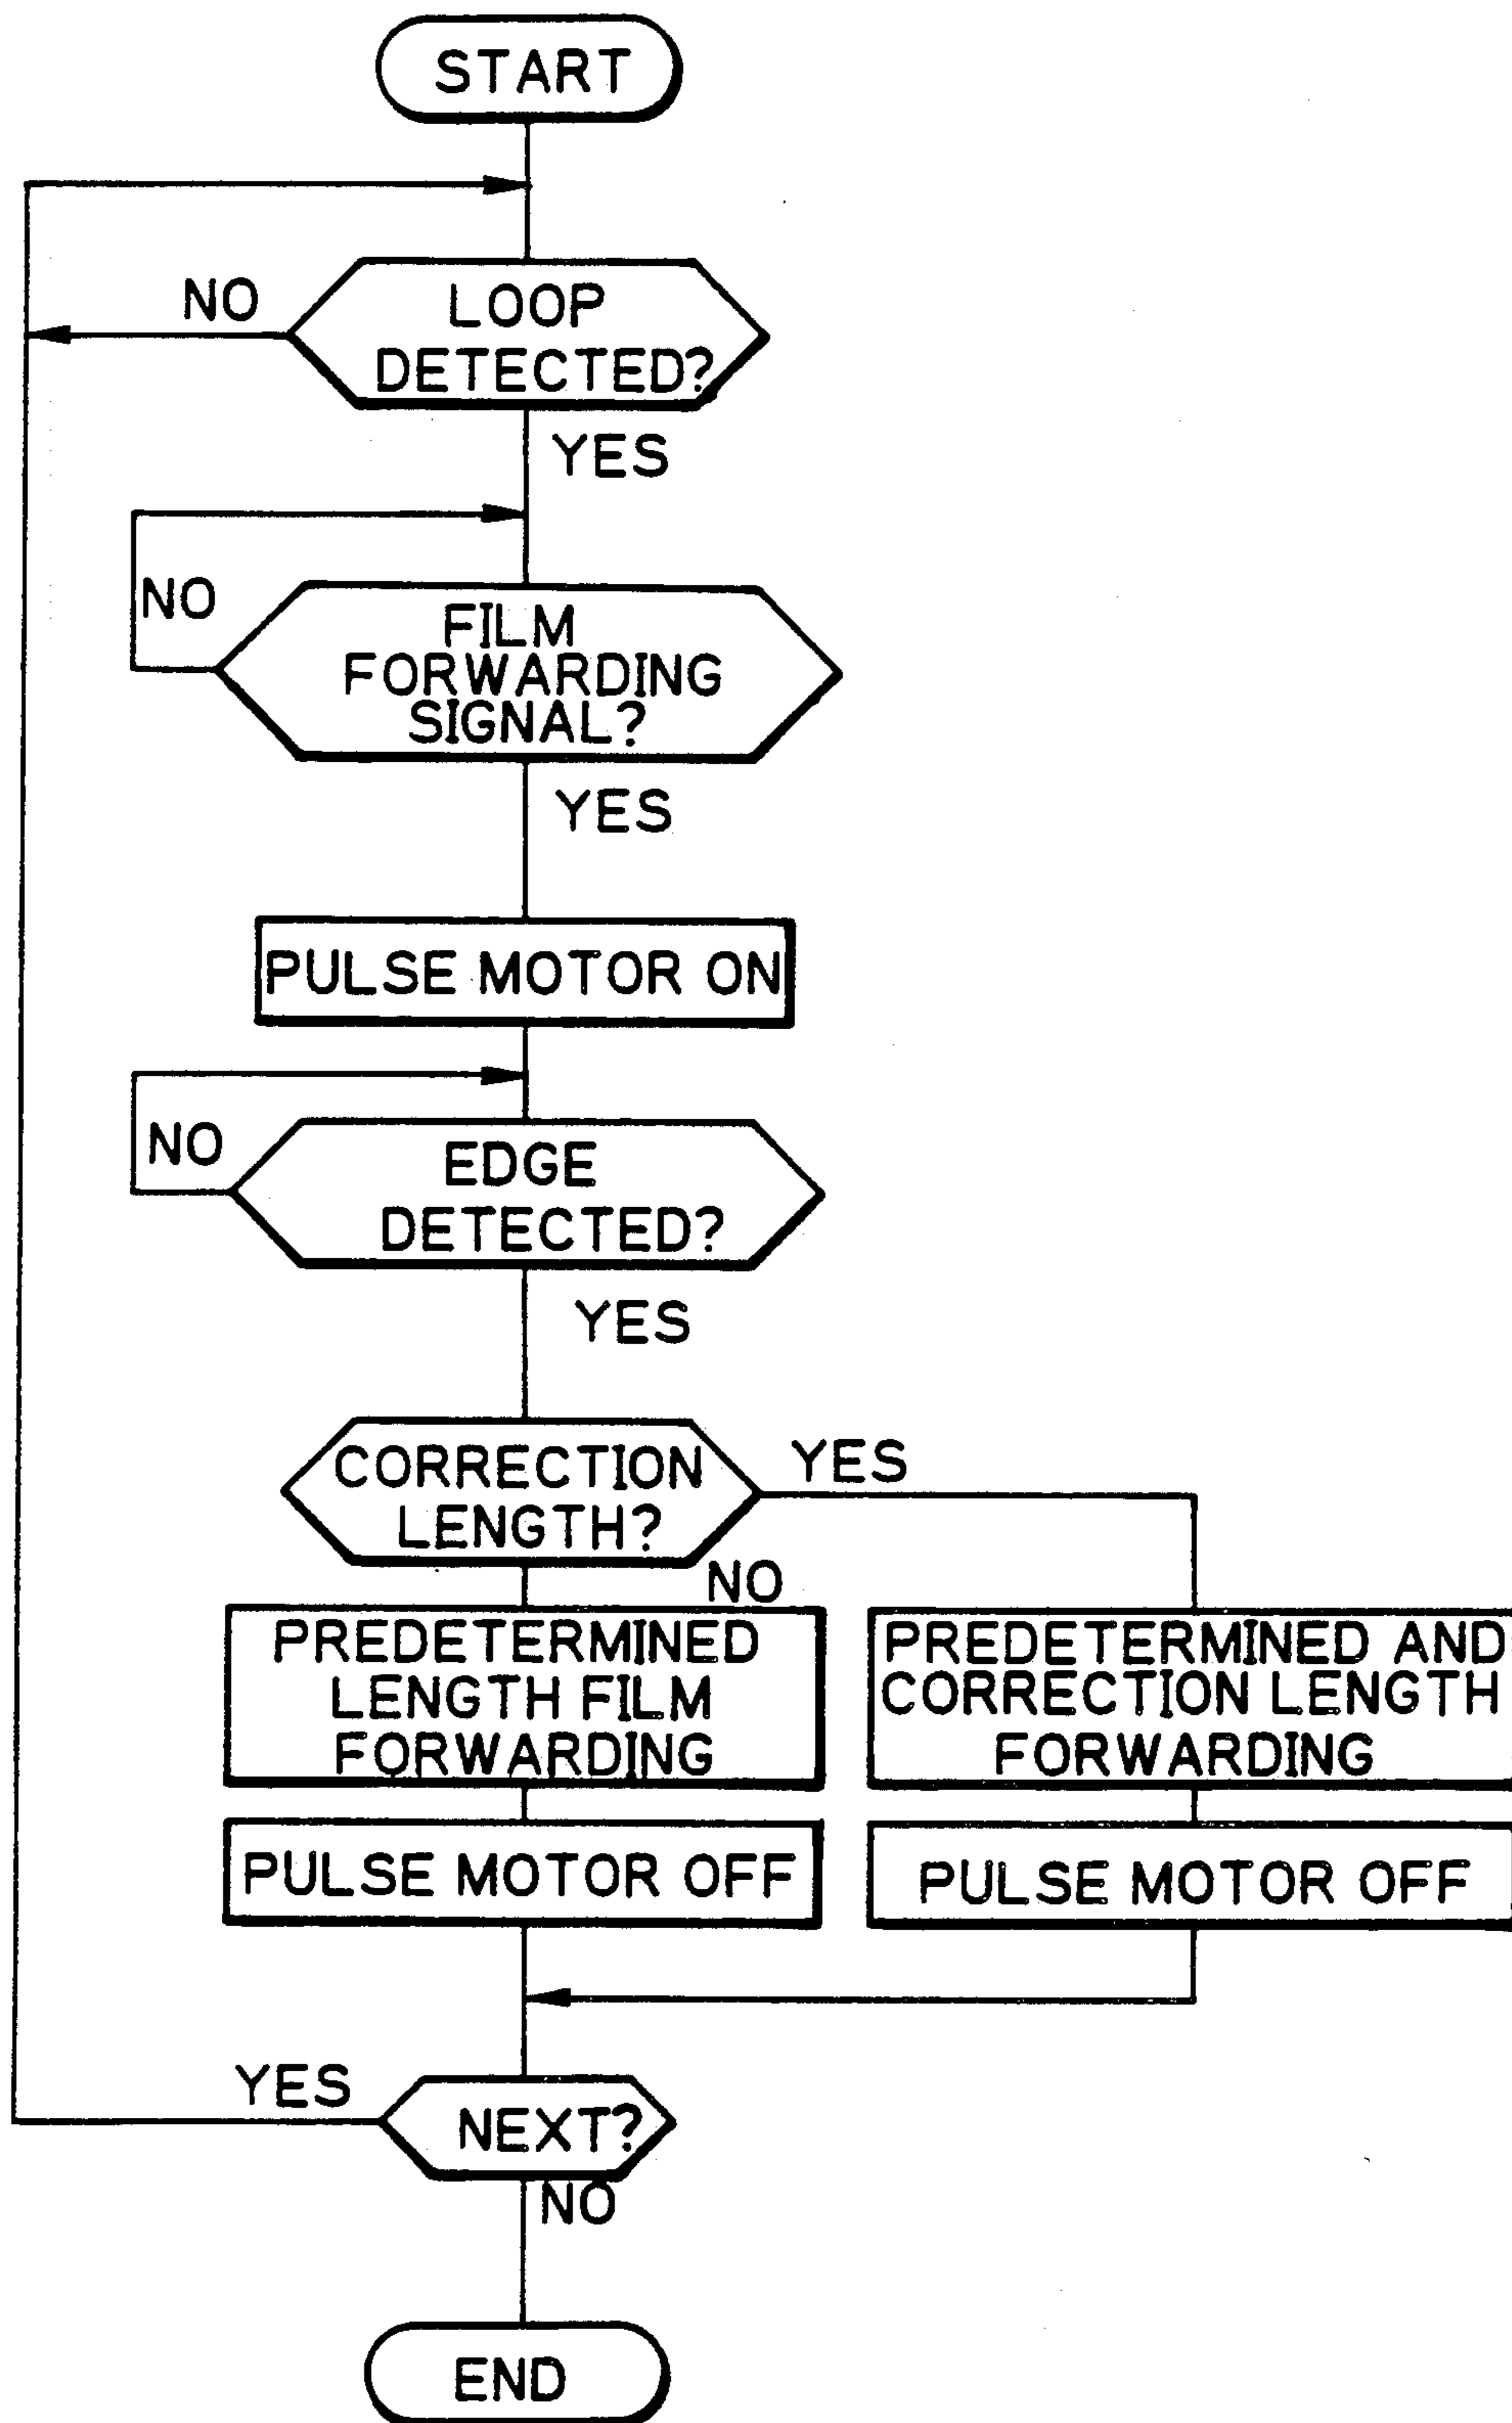 START
NO
LOOP
DETECTED?
YES
NO
FILM
FORWARDING
SIGNAL?
YES
PULSE MOTOR ON
NO
EDGE
DETECTED?
YES
CORRECTION
LENGTH?
YES
NO
PREDETERMINED
LENGTH FILM
FORWARDING
PREDETERMINED AND
CORRECTION LENGTH
FORWARDING
PULSE MOTOR OFF
PULSE MOTOR OFF
YES
NEXT?
NO
END